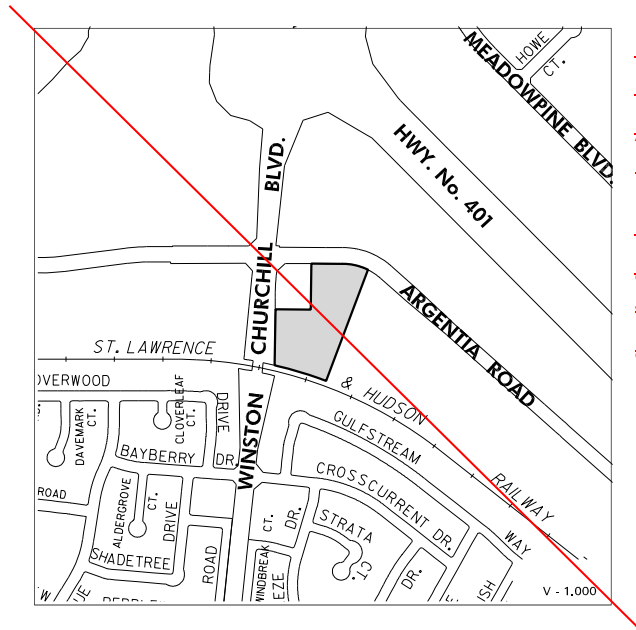 HOWE
CT.
MEADOWPINE BLVD.
HWY. No. 401
BLVD.
CHURCHILL
WINSTON
ARGENTIA ROAD
ST. LAWRENCE
& HUDSON
RAILWAY
OVERWOOD
DRIVE
CLOVERLEAF
CT.
DAVEMARK
CT.
BAYBERRY
DR.
GULFSTREAM
WAY
CROSSCURRENT DR.
ROAD
ALDERGROVE
CT.
DRIVE
SHADETREE
ROAD
CT.
DR.
STRATA
CT.
WINDBREAK
EZE
DR.
ISH
V - 1.000